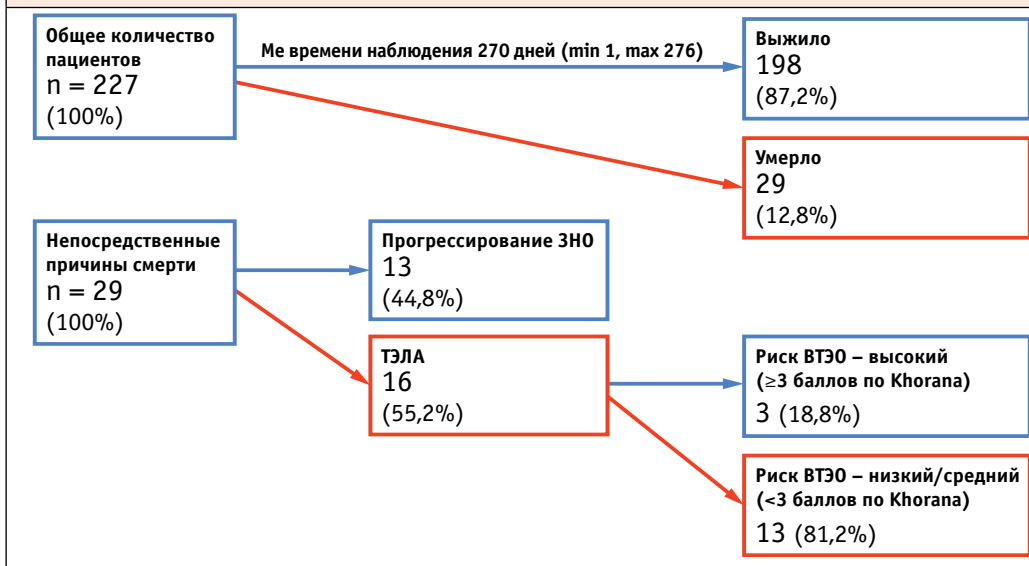 Общее количество
пациентов
n = 227
(100%)
Ме времени наблюдения 270 дней (min 1, max 276)
Выжило
198
(87,2%)
Умерло
29
(12,8%)
Непосредственные
причины смерти
n = 29
(100%)
Прогрессирование ЗНО
13
(44,8%)
ТЭЛА
16
(55,2%)
Риск ВТЭО – высокий
(≥3 баллов по Khorana)
3 (18,8%)
Риск ВТЭО – низкий/средний
(<3 баллов по Khorana)
13 (81,2%)